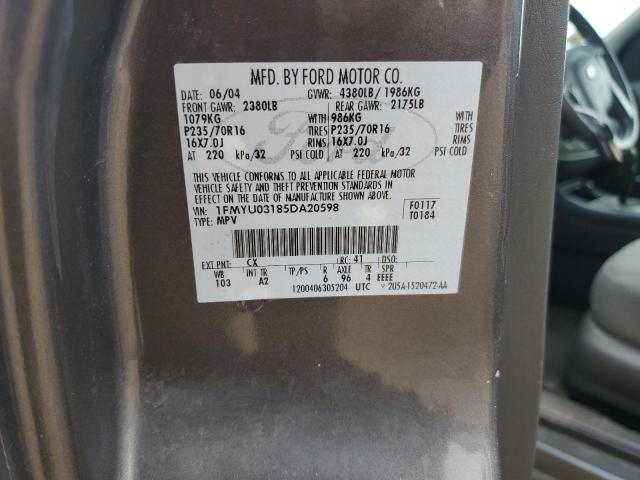 MFD. BY FORD MOTOR CO.
DATE: 06/04 GVWR: 4380LB/ 1986KG
FRONT GAWR: 2380LB REAR GAWR: 2175LB
1079KG WITH 986KG WITH
P235/70R16 TIRES P235/70R16 TIRES
16X7.0J RIMS 16X7.0J RIMS
AT 220 kPa/32 PSI COLD AT 220 kPa/32 PSI COLD
THIS VEHICLE CONFORMS TO ALL APPLICABLE FEDERAL MOTOR
VEHICLE SAFETY AND THEFT PREVENTION STANDARDS IN
EFFECT ON THE DATE OF MANUFACTURE SHOWN ABOVE.
VIN: 1FMYU03185DA20598 F0117
TYPE: MPV T0184
EXT PNT: CX RC: 41 DSO:
WB INT TR TP/PS R AXLE TR SPR
103 A2 6 96 4 EEEE
1200406305204 UTC 2U5A-1520472-AA
Ford